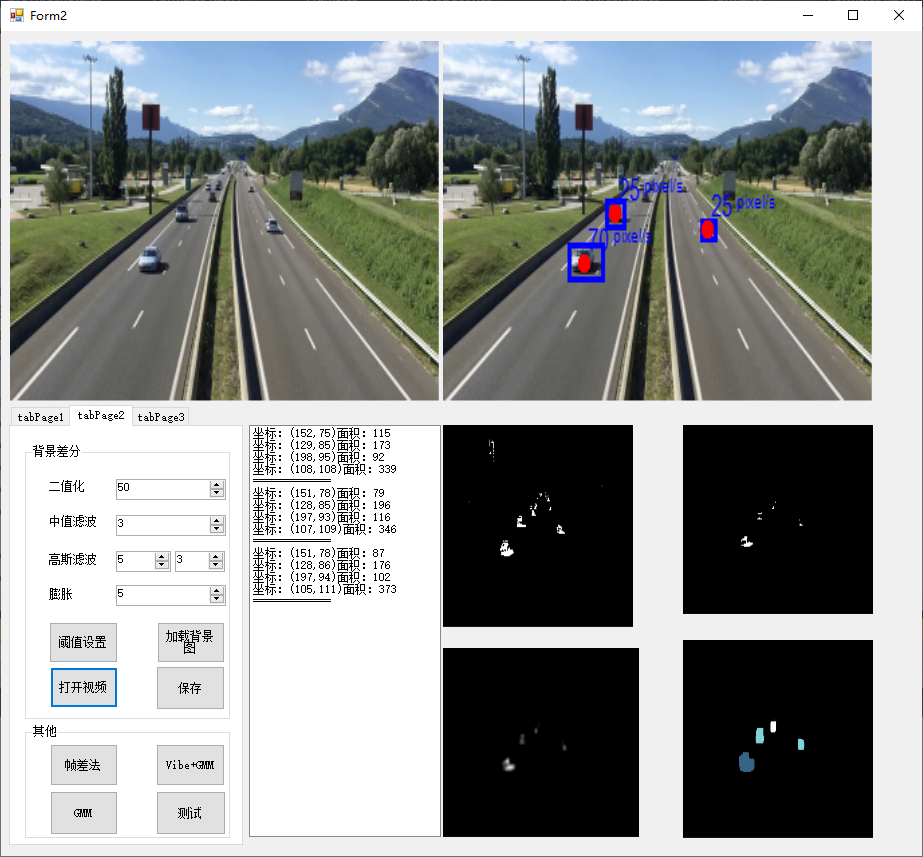 Form2
25 pixel/s
25 pixel/s
70 pixel/s
tabPage1
tabPage2
tabPage3
背景差分
二值化
50
中值滤波
3
高斯滤波
5
3
膨胀
5
阈值设置
加载背景
图
打开视频
保存
其他
帧差法
Vibe+GMM
GMM
测试
坐标: (152,75)面积: 115
坐标: (129,85)面积: 173
坐标: (198,95)面积: 92
坐标: (108,108)面积: 339
═════════════
坐标: (151,78)面积: 79
坐标: (128,85)面积: 196
坐标: (197,93)面积: 116
坐标: (107,109)面积: 346
═════════════
坐标: (151,78)面积: 87
坐标: (128,86)面积: 176
坐标: (197,94)面积: 102
坐标: (105,111)面积: 373
═════════════